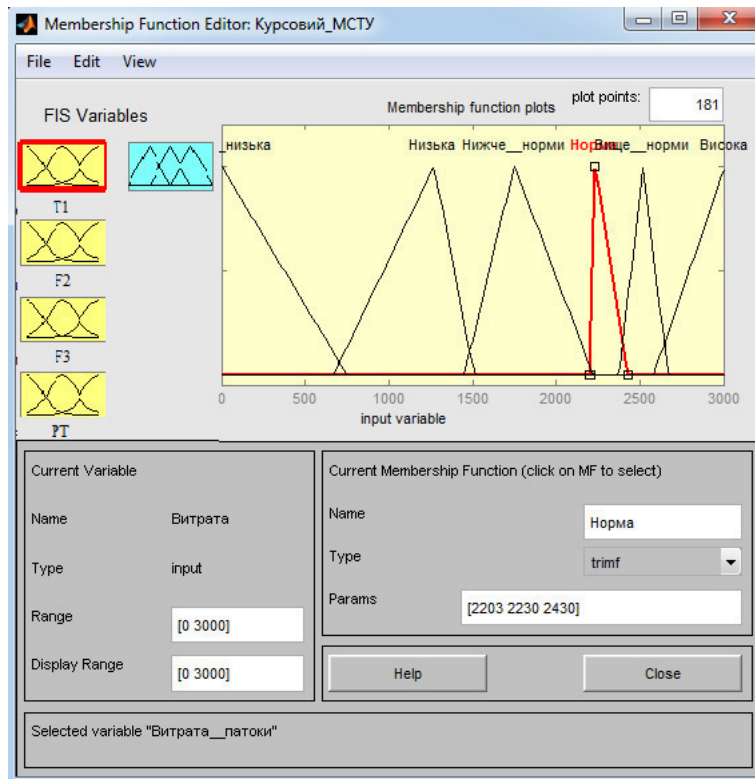 Membership Function Editor: Курсовий_МСТУ
File Edit View
FIS Variables
Membership function plots
plot points:
181
_низька Низька Нижче__норми Норма Вище__норми Висока
T1
F2
F3
PT
0 500 1000 1500 2000 2500 3000
input variable
Current Variable
Name Витрата
Type input
Range [0 3000]
Display Range [0 3000]
Current Membership Function (click on MF to select)
Name Норма
Type trimf
Params [2203 2230 2430]
Help Close
Selected variable "Витрата__патоки"